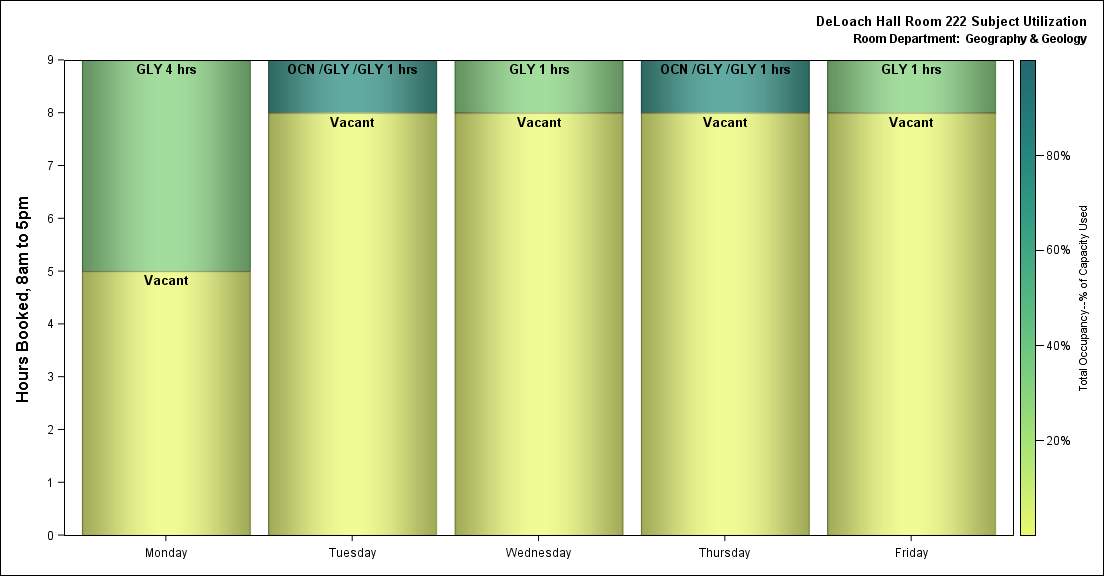 DeLoach Hall Room 222 Subject Utilization
Room Department: Geography & Geology
Hours Booked, 8am to 5pm
9
8
7
6
5
4
3
2
1
0
GLY 4 hrs
Vacant
OCN /GLY /GLY 1 hrs
Vacant
GLY 1 hrs
Vacant
OCN /GLY /GLY 1 hrs
Vacant
GLY 1 hrs
Vacant
Monday
Tuesday
Wednesday
Thursday
Friday
80%
60%
40%
20%
Total Occupancy--% of Capacity Used